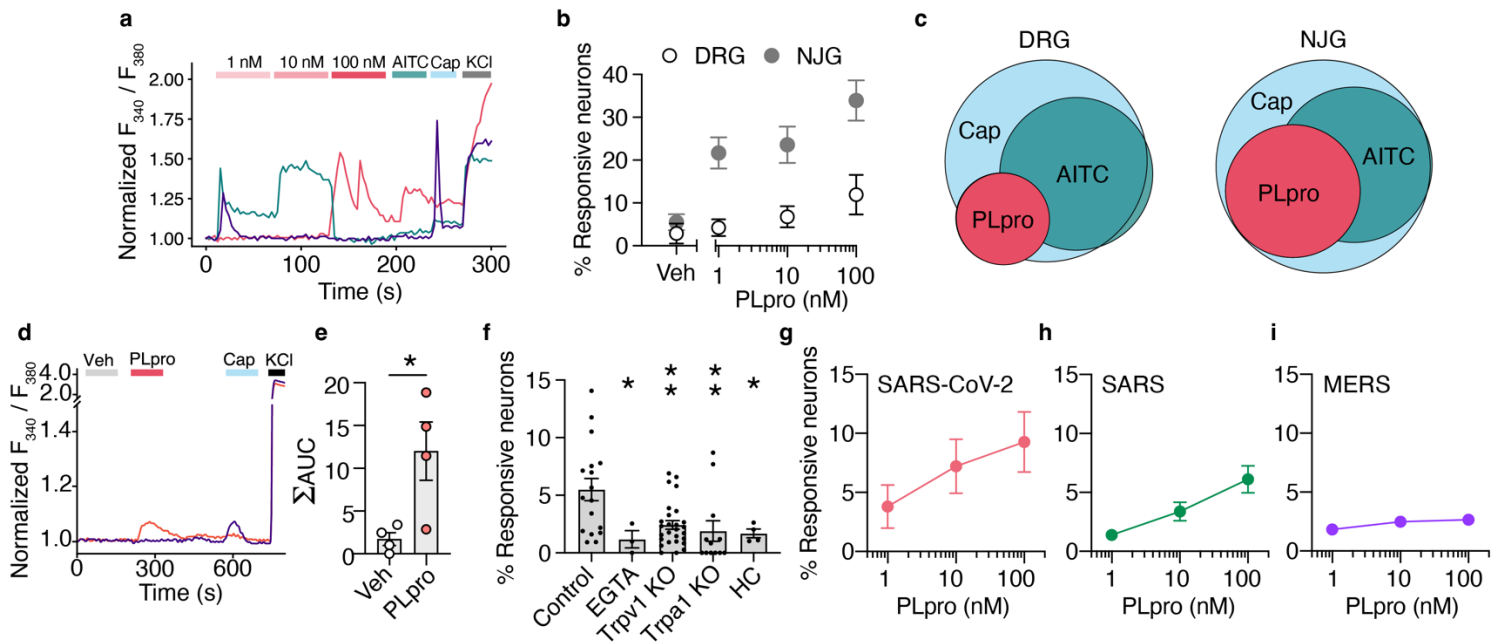 a
1 nM 10 nM 100 nM AITC Cap KCl
Normalized F340 / F380
2.00
1.75
1.50
1.25
1.00
0 100 200 300
Time (s)
b
DRG NJG
% Responsive neurons
40
30
20
10
0
Veh 1 10 100
PLpro (nM)
c
DRG NJG
Cap
AITC
PLpro
Cap
AITC
PLpro
d
Veh PLpro Cap KCl
Normalized F340 / F380
4.0
2.0
1.4
1.2
1.0
0 300 600
Time (s)
e
*
ΣAUC
20
15
10
5
0
Veh PLpro
f
% Responsive neurons
15
10
5
0
* ** ** *
Control EGTA Trpv1 KO Trpa1 KO HC
g
SARS-CoV-2
% Responsive neurons
15
10
5
0
1 10 100
PLpro (nM)
h
SARS
15
10
5
0
1 10 100
PLpro (nM)
i
MERS
15
10
5
0
1 10 100
PLpro (nM)